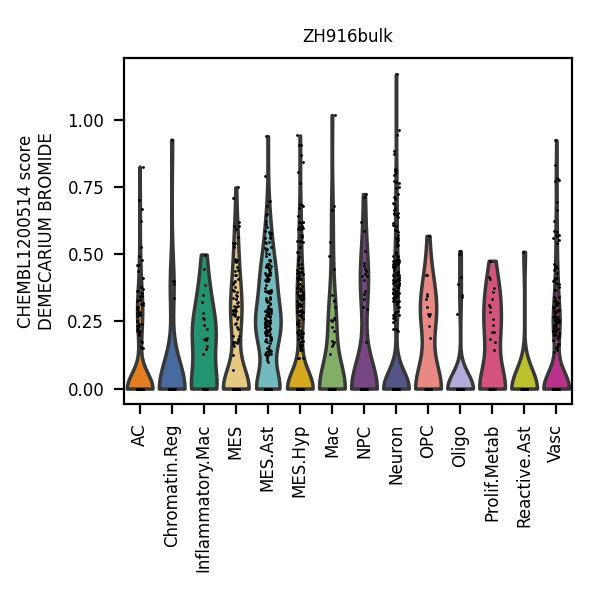 ZH916bulk
CHEMBL1200514 score
DEMECARIUM BROMIDE
1.00
0.75
0.50
0.25
0.00
AC
Chromatin.Reg
Inflammatory.Mac
MES
MES.Ast
MES.Hyp
Mac
NPC
Neuron
OPC
Oligo
Prolif.Metab
Reactive.Ast
Vasc